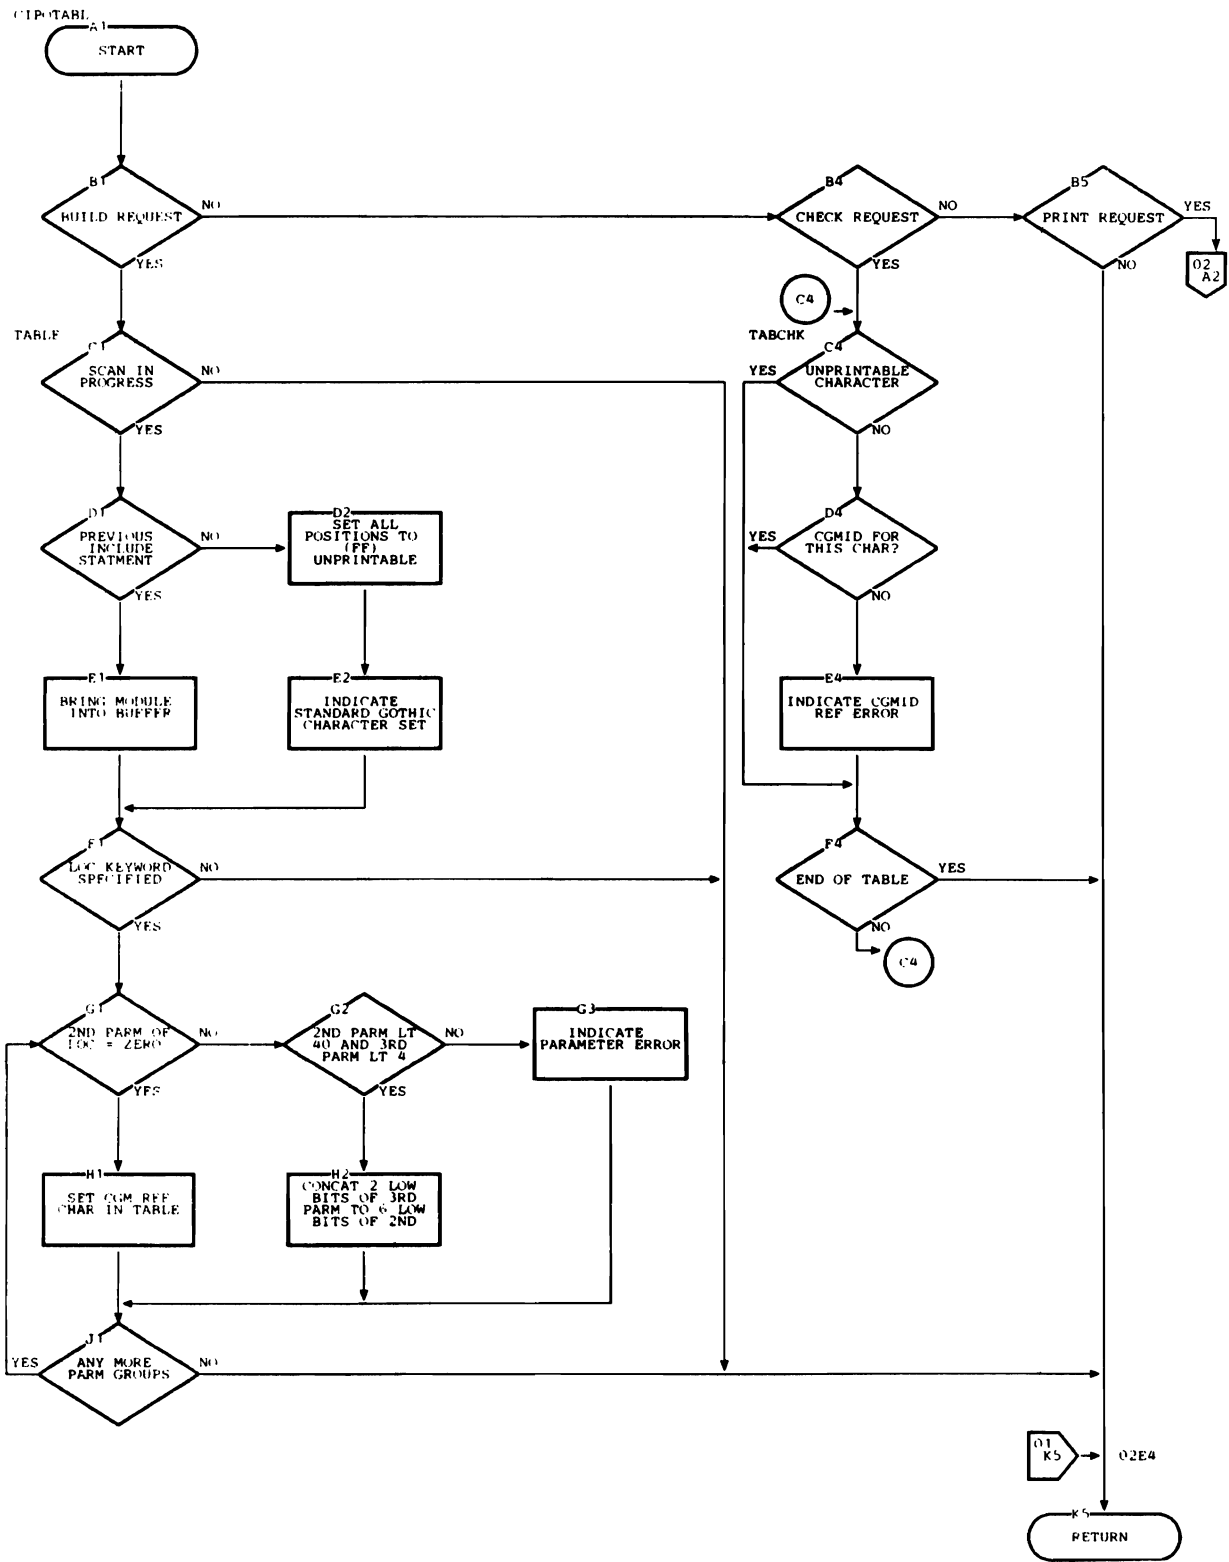 CIPOTABL
A1
START
B1
BUILD REQUEST
NO
YES
B4
CHECK REQUEST
NO
YES
B5
PRINT REQUEST
YES
NO
02
A2
C4
TABLE
C1
SCAN IN
PROGRESS
NO
YES
TABCHK
C4
UNPRINTABLE
CHARACTER
YES
NO
D1
PREVIOUS
INCLUDE
STATMENT
NO
YES
D2
SET ALL
POSITIONS TO
(FF)
UNPRINTABLE
D4
CGMID FOR
THIS CHAR?
YES
NO
E1
BRING MODULE
INTO BUFFER
E2
INDICATE
STANDARD GOTHIC
CHARACTER SET
E4
INDICATE CGMID
REF ERROR
F1
LOC KEYWORD
SPECIFIED
NO
YES
F4
END OF TABLE
YES
NO
C4
G1
2ND PARM OF
LOC = ZERO
NO
YES
G2
2ND PARM LT
40 AND 3RD
PARM LT 4
NO
YES
G3
INDICATE
PARAMETER ERROR
H1
SET CGM REF
CHAR IN TABLE
H2
CONCAT 2 LOW
BITS OF 3RD
PARM TO 6 LOW
BITS OF 2ND
J1
ANY MORE
PARM GROUPS
YES
NO
01
K5
02E4
K5
RETURN